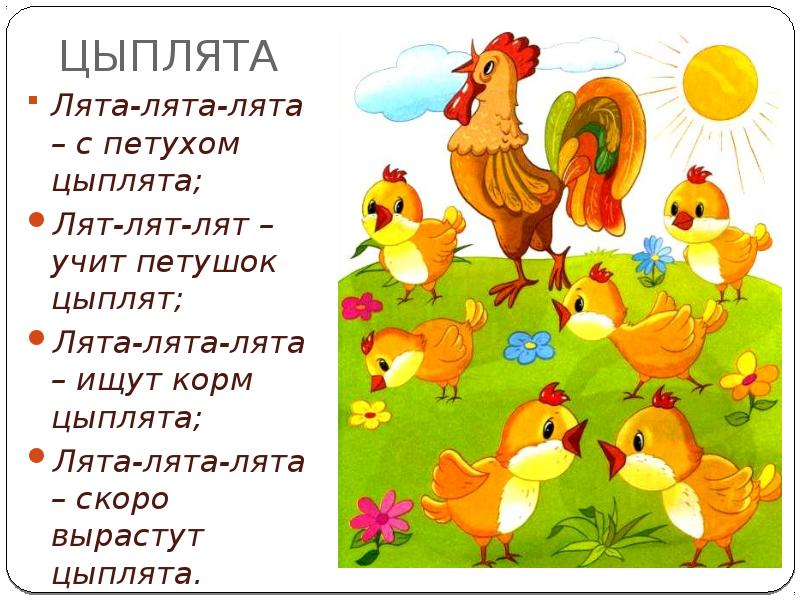 ЦЫПЛЯТА
Лята-лята-лята
– с петухом
цыплята;
Лят-лят-лят –
учит петушок
цыплят;
Лята-лята-лята
– ищут корм
цыплята;
Лята-лята-лята
– скоро
вырастут
цыплята.